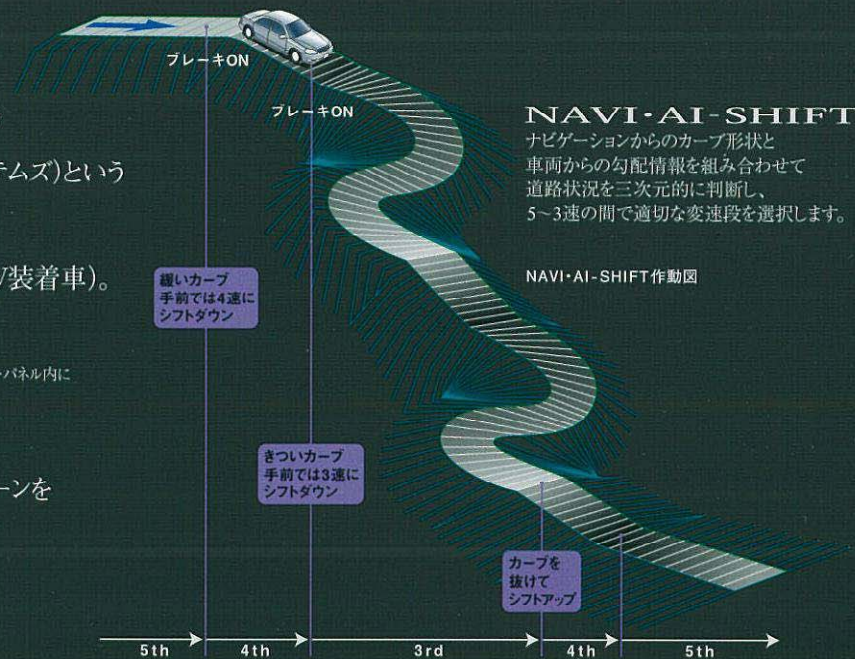 ブレーキON
ブレーキON
NAVI・AI-SHIFT
ナビゲーションからのカーブ形状と
車両からの勾配情報を組み合わせて
道路状況を三次元的に判断し、
5~3速の間で適切な変速段を選択します。
NAVI・AI-SHIFT作動図
テムズ)という
装着車)。
パネル内に
ーンを
緩いカーブ
手前では4速に
シフトダウン
きついカーブ
手前では3速に
シフトダウン
カーブを
抜けて
シフトアップ
5th
4th
3rd
4th
5th